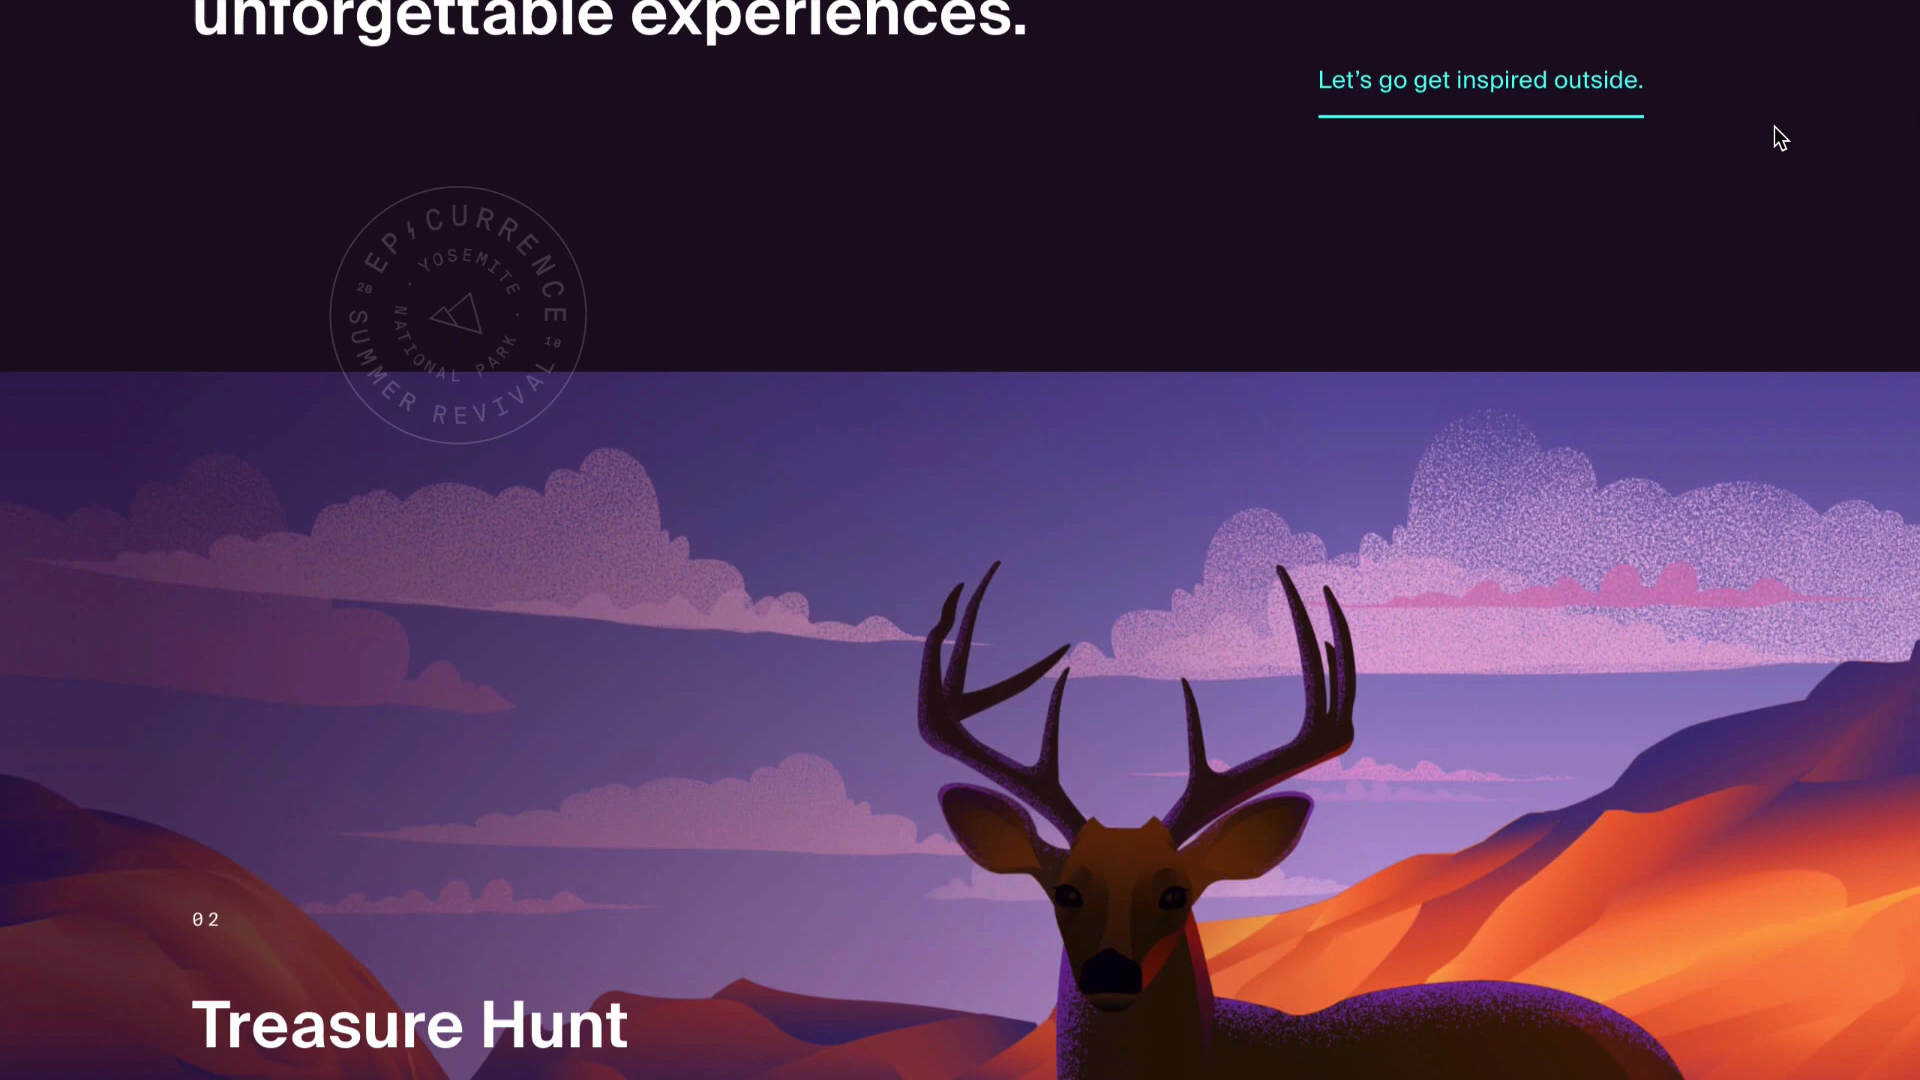 unforgettable experiences.
Let's go get inspired outside.
EPICURRENCE
YOSEMITE
20
18
NATIONAL PARK
SUMMER REVIVAL
02
Treasure Hunt